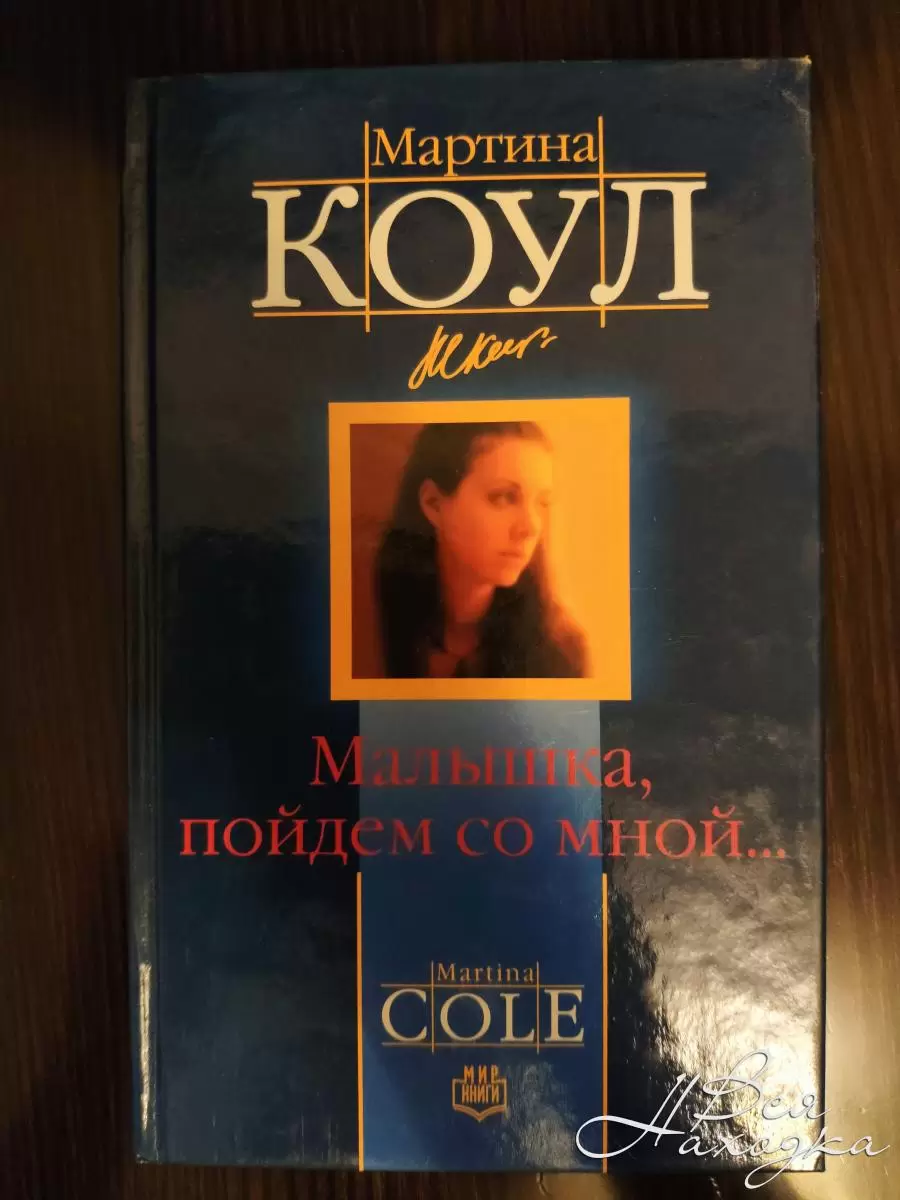 Мартина
КОУЛ
Малышка,
пойдем со мной...
Martina
COLE
МИР
КНИГИ
Вся
Находка